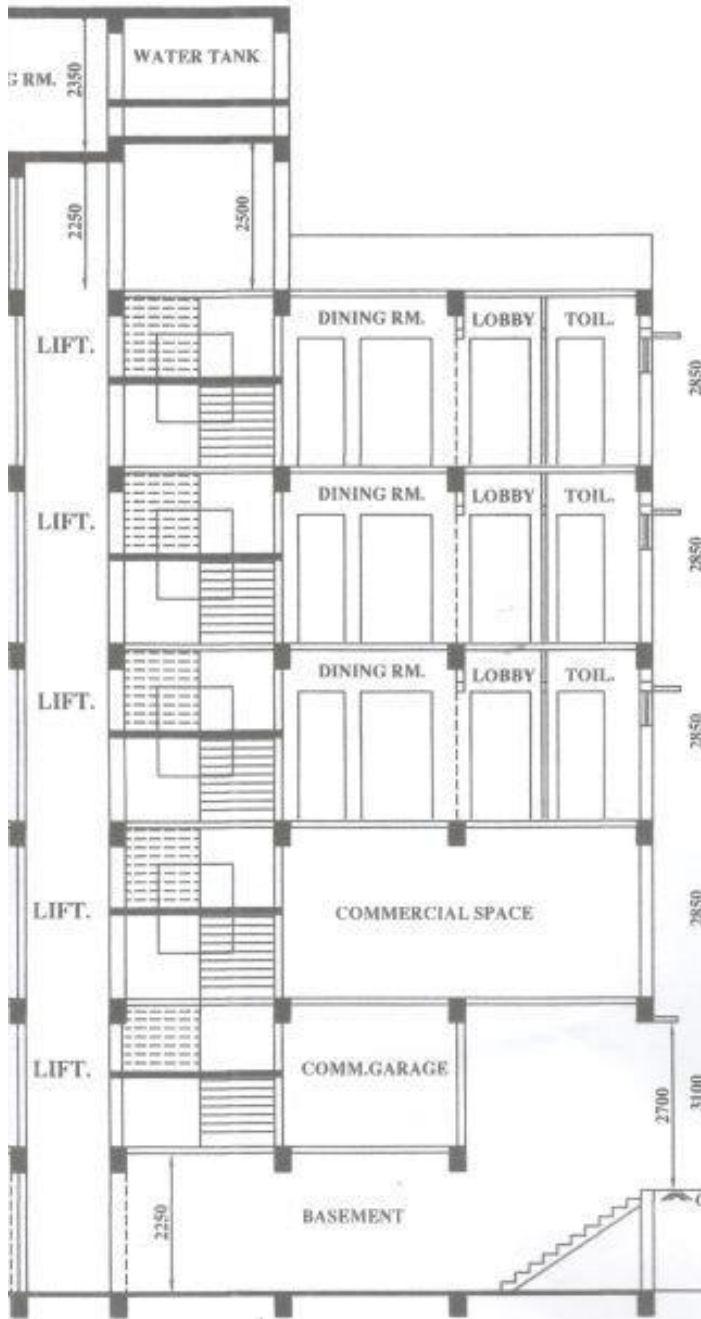 WATER TANK
G RM.
2350
2250
2500
DINING RM.
LOBBY
TOIL.
LIFT.
2850
DINING RM.
LOBBY
TOIL.
LIFT.
2850
DINING RM.
LOBBY
TOIL.
LIFT.
2850
LIFT.
COMMERCIAL SPACE
2850
LIFT.
COMM.GARAGE
2700
3100
2250
BASEMENT